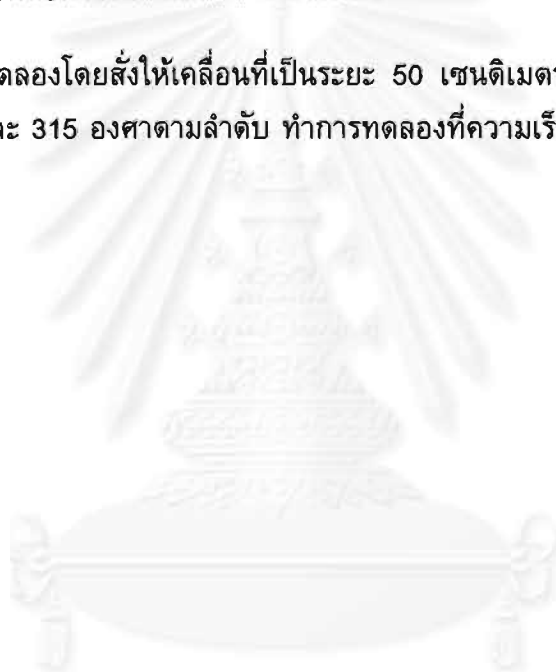 ดลองโดยสั่งให้เคลื่อนที่เป็นระยะ 50 เซนติเมต
ะ 315 องศาตามลำดับ ทำการทดลองที่ความเร็